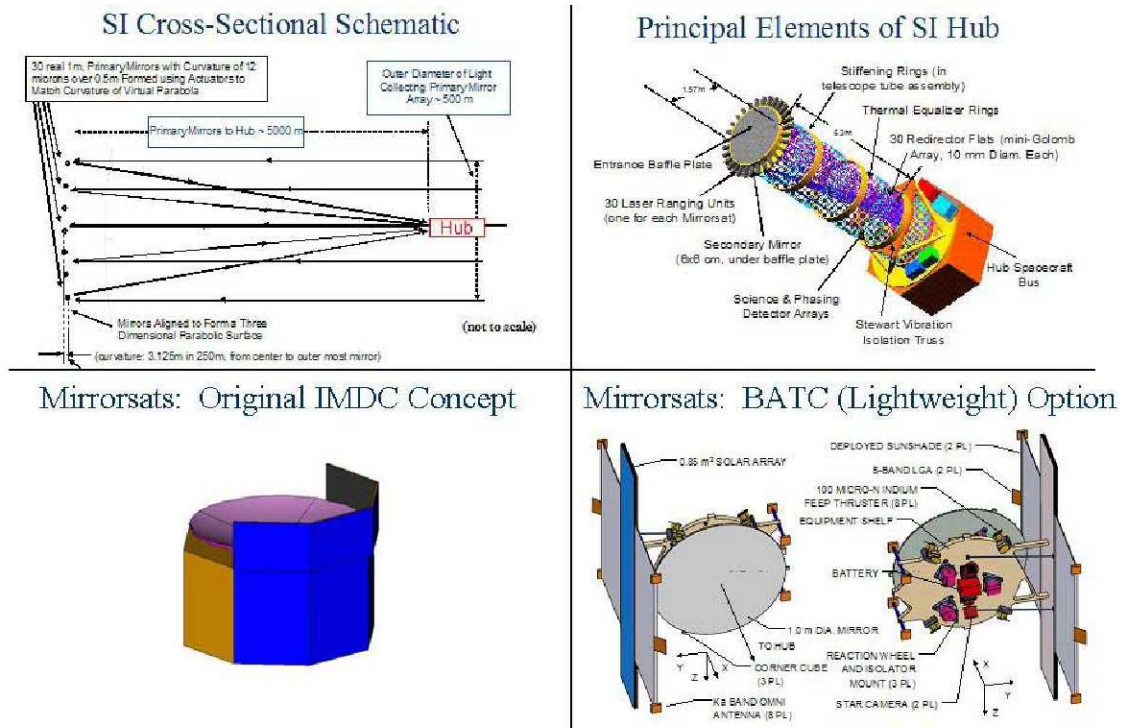 SI Cross-Sectional Schematic
30 real 1m, Primary Mirrors with Curvature of 12
microns over 0.5m Formed using Actuators to
Match Curvature of Virtual Parabola
Outer Diameter of Light
Collecting Primary Mirror
Array ~ 500 m
Primary Mirrors to Hub ~ 5000 m
Hub
Mirrors Aligned to Form a Three
Dimensional Parabolic Surface
(not to scale)
(curvature: 3.125m in 250m, from center to outer most mirror)
Principal Elements of SI Hub
Stiffening Rings (in
telescope tube assembly)
1.57m
Thermal Equalizer Rings
5.3m
30 Redirector Flats (mini-Golomb
Array, 10 mm Diam. Each)
Entrance Baffle Plate
30 Laser Ranging Units
(one for each Mirrorsat)
Secondary Mirror
(6x6 cm, under baffle plate)
Hub Spacecraft
Bus
Science & Phasing
Detector Arrays
Stewart Vibration
Isolation Truss
Mirrorsats: Original IMDC Concept
Mirrorsats: BATC (Lightweight) Option
0.85 m² SOLAR ARRAY
DEPLOYED SUNSHADE (2 PL)
S-BAND LGA (2 PL)
100 MICRO-N INDIUM
FEEP THRUSTER (8 PL)
EQUIPMENT SHELF
BATTERY
1.0 m DIA. MIRROR
TO HUB
CORNER CUBE
(3 PL)
Y
X
Z
REACTION WHEEL
AND ISOLATOR
MOUNT (3 PL)
X
Y
Z
STAR CAMERA (2 PL)
Ka BAND OMNI
ANTENNA (8 PL)